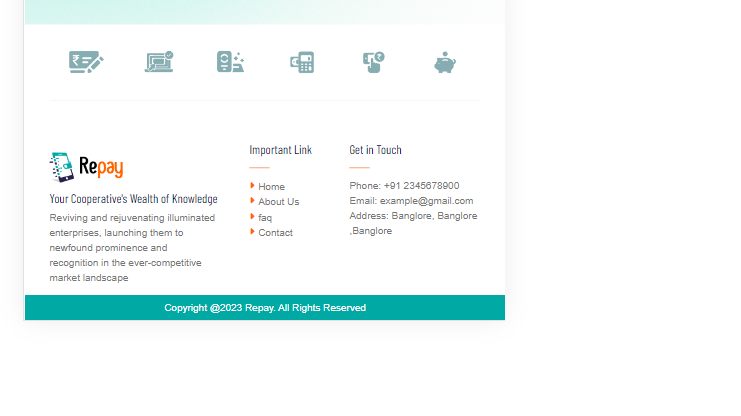 Repay
Your Cooperative's Wealth of Knowledge
Reviving and rejuvenating illuminated
enterprises, launching them to
newfound prominence and
recognition in the ever-competitive
market landscape
Important Link
Home
About Us
faq
Contact
Get in Touch
Phone: +91 2345678900
Email: example@gmail.com
Address: Banglore, Banglore
,Banglore
Copyright @2023 Repay. All Rights Reserved